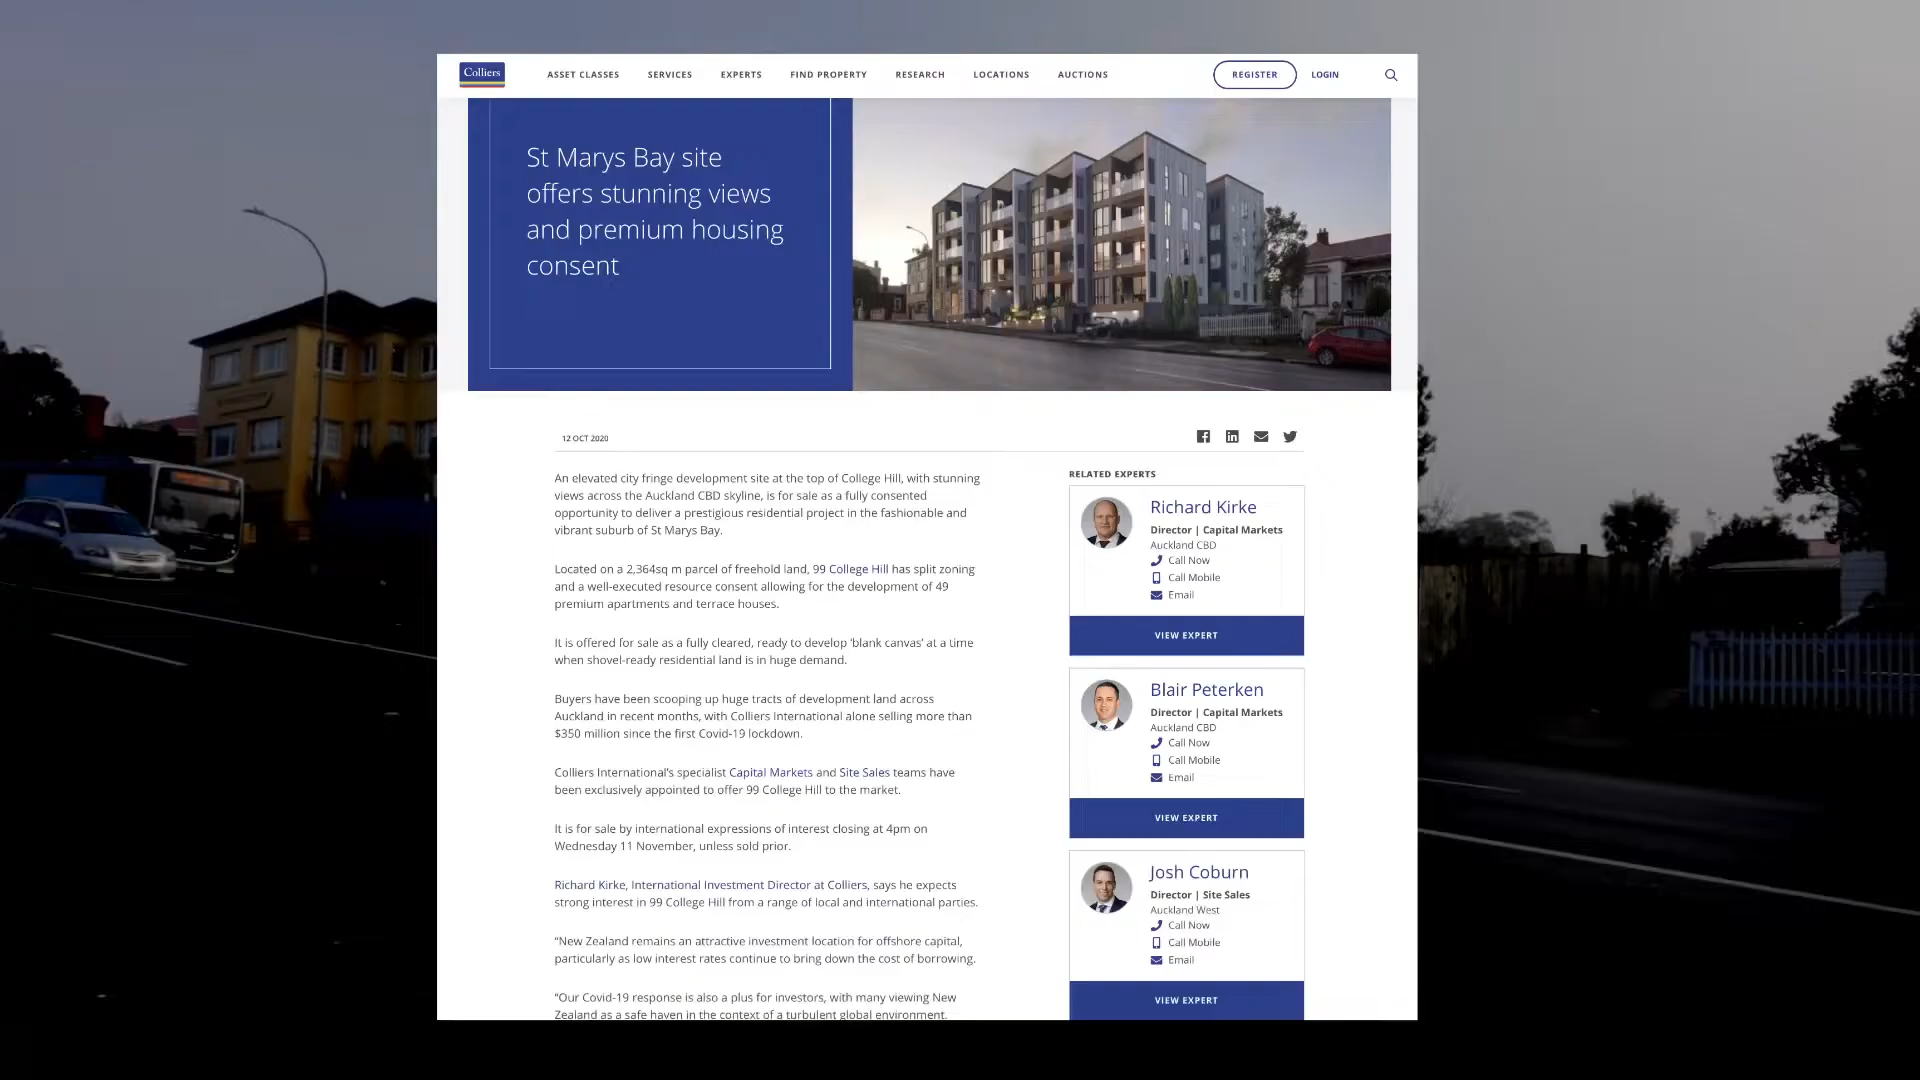 Colliers
ASSET CLASSES
SERVICES
EXPERTS
FIND PROPERTY
RESEARCH
LOCATIONS
AUCTIONS
REGISTER
LOGIN
St Marys Bay site
offers stunning views
and premium housing
consent
12 OCT 2020
An elevated city fringe development site at the top of College Hill, with stunning
views across the Auckland CBD skyline, is for sale as a fully consented
opportunity to deliver a prestigious residential project in the fashionable and
vibrant suburb of St Marys Bay.
Located on a 2,364sq m parcel of freehold land, 99 College Hill has split zoning
and a well-executed resource consent allowing for the development of 49
premium apartments and terrace houses.
It is offered for sale as a fully cleared, ready to develop ‘blank canvas’ at a time
when shovel-ready residential land is in huge demand.
Buyers have been scooping up huge tracts of development land across
Auckland in recent months, with Colliers International alone selling more than
$350 million since the first Covid-19 lockdown.
Colliers International’s specialist Capital Markets and Site Sales teams have
been exclusively appointed to offer 99 College Hill to the market.
It is for sale by international expressions of interest closing at 4pm on
Wednesday 11 November, unless sold prior.
Richard Kirke, International Investment Director at Colliers, says he expects
strong interest in 99 College Hill from a range of local and international parties.
“New Zealand remains an attractive investment location for offshore capital,
particularly as low interest rates continue to bring down the cost of borrowing.
“Our Covid-19 response is also a plus for investors, with many viewing New
Zealand as a safe haven in the context of a turbulent global environment.
RELATED EXPERTS
Richard Kirke
Director | Capital Markets
Auckland CBD
Call Now
Call Mobile
Email
VIEW EXPERT
Blair Peterken
Director | Capital Markets
Auckland CBD
Call Now
Call Mobile
Email
VIEW EXPERT
Josh Coburn
Director | Site Sales
Auckland West
Call Now
Call Mobile
Email
VIEW EXPERT